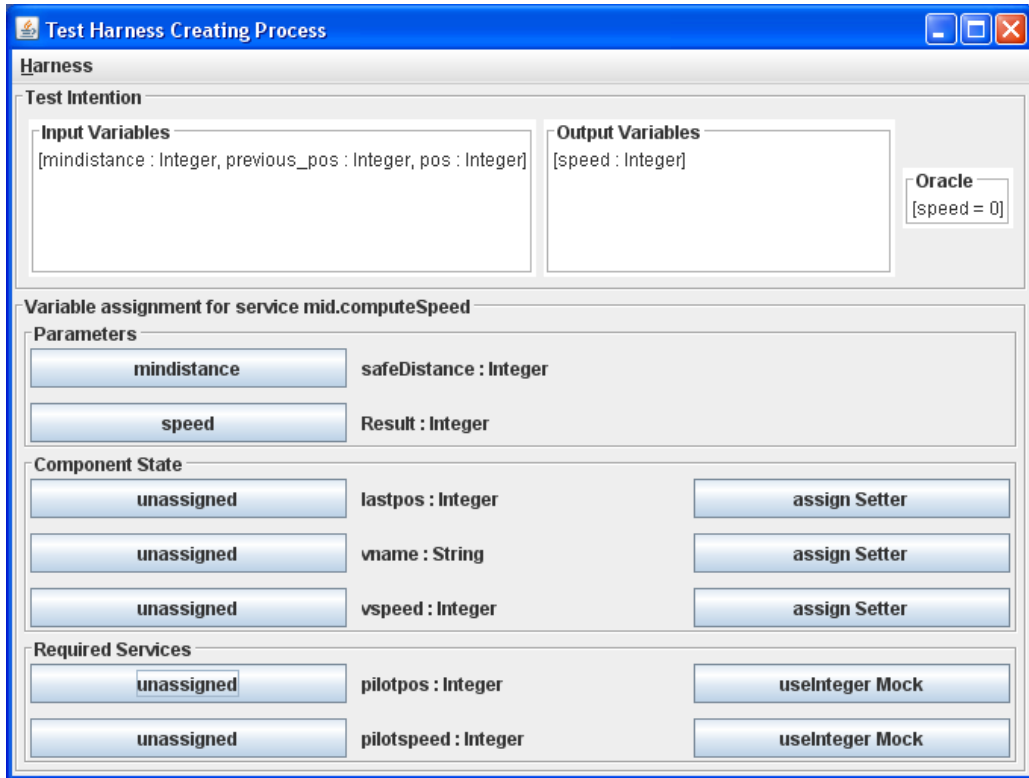 Test Harness Creating Process
Harness
Test Intention
Input Variables
[mindistance : Integer, previous_pos : Integer, pos : Integer]
Output Variables
[speed : Integer]
Oracle
[speed = 0]
Variable assignment for service mid.computeSpeed
Parameters
mindistance safeDistance : Integer
speed Result : Integer
Component State
unassigned lastpos : Integer assign Setter
unassigned vname : String assign Setter
unassigned vspeed : Integer assign Setter
Required Services
unassigned pilotpos : Integer useInteger Mock
unassigned pilotspeed : Integer useInteger Mock